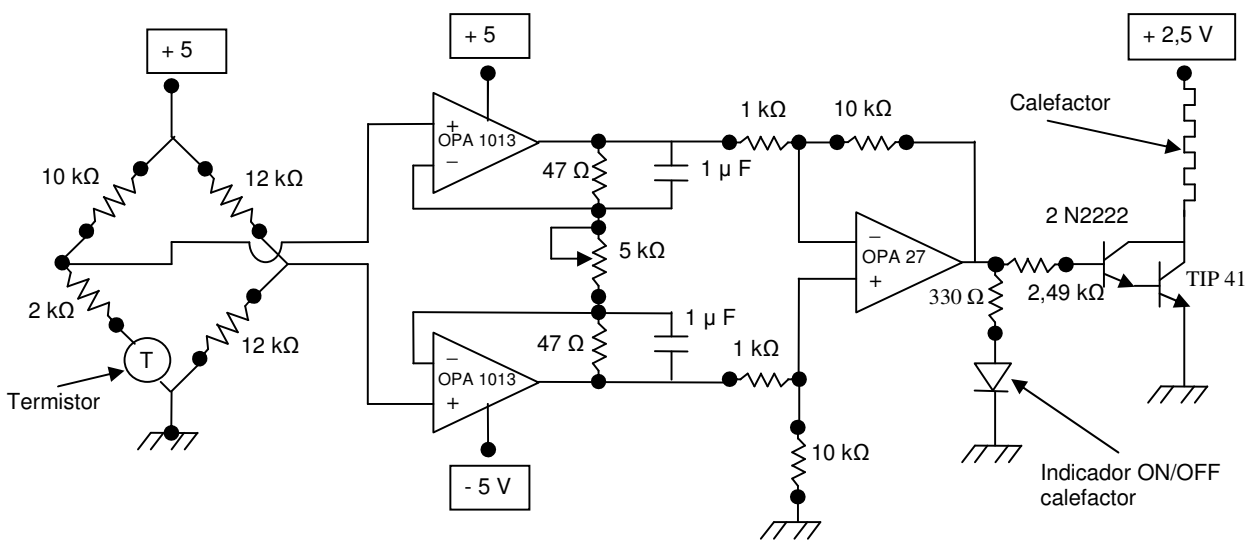 + 5
+ 5
+ 2,5 V
10 kΩ
12 kΩ
2 kΩ
12 kΩ
T
Termistor
+
OPA 1013
−
47 Ω
1 µ F
5 kΩ
47 Ω
1 µ F
−
OPA 1013
+
- 5 V
1 kΩ
10 kΩ
1 kΩ
10 kΩ
−
OPA 27
+
330 Ω
2,49 kΩ
2 N2222
TIP 41
Calefactor
Indicador ON/OFF
calefactor